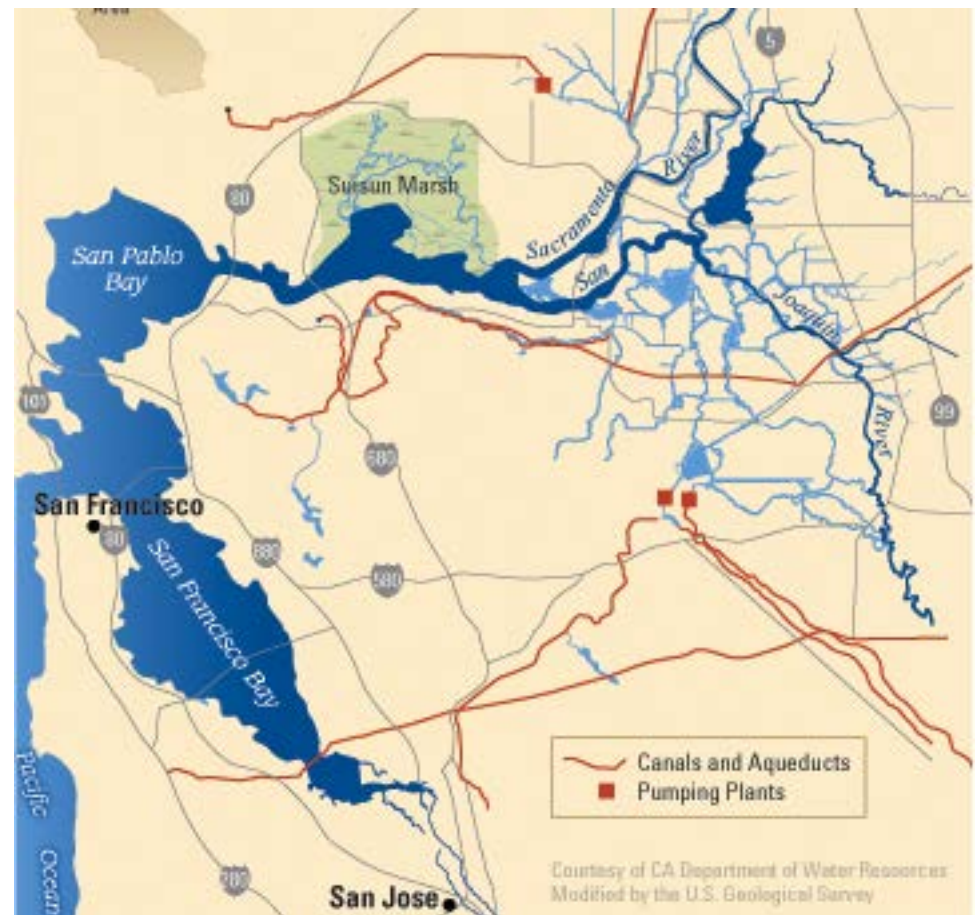 Area
5
Suisun Marsh
80
Sacramento
River
San Pablo
Bay
San
Joaquin
River
101
99
680
San Francisco
80
880
580
San Francisco Bay
Canals and Aqueducts
Pumping Plants
Pacific
Ocean
280
San Jose
Courtesy of CA Department of Water Resources
Modified by the U.S. Geological Survey